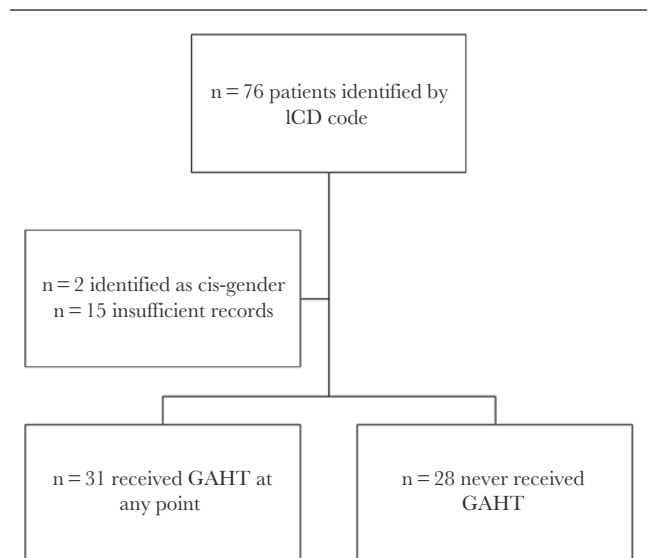 n = 76 patients identified by
lCD code
n = 2 identified as cis-gender
n = 15 insufficient records
n = 31 received GAHT at
any point
n = 28 never received
GAHT